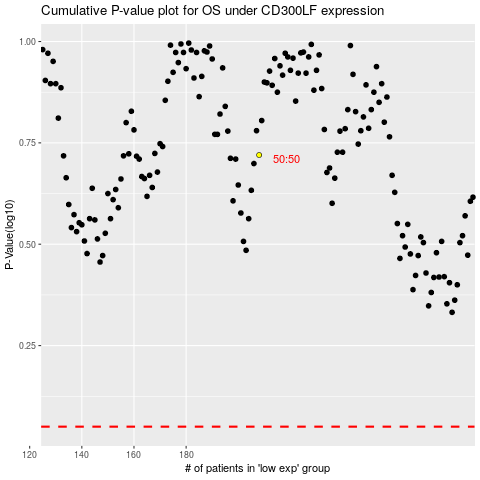 Cumulative P-value plot for OS under CD300LF expression
P-Value(log10)
1.00
0.75
0.50
0.25
50:50
120 140 160 180
# of patients in 'low exp' group